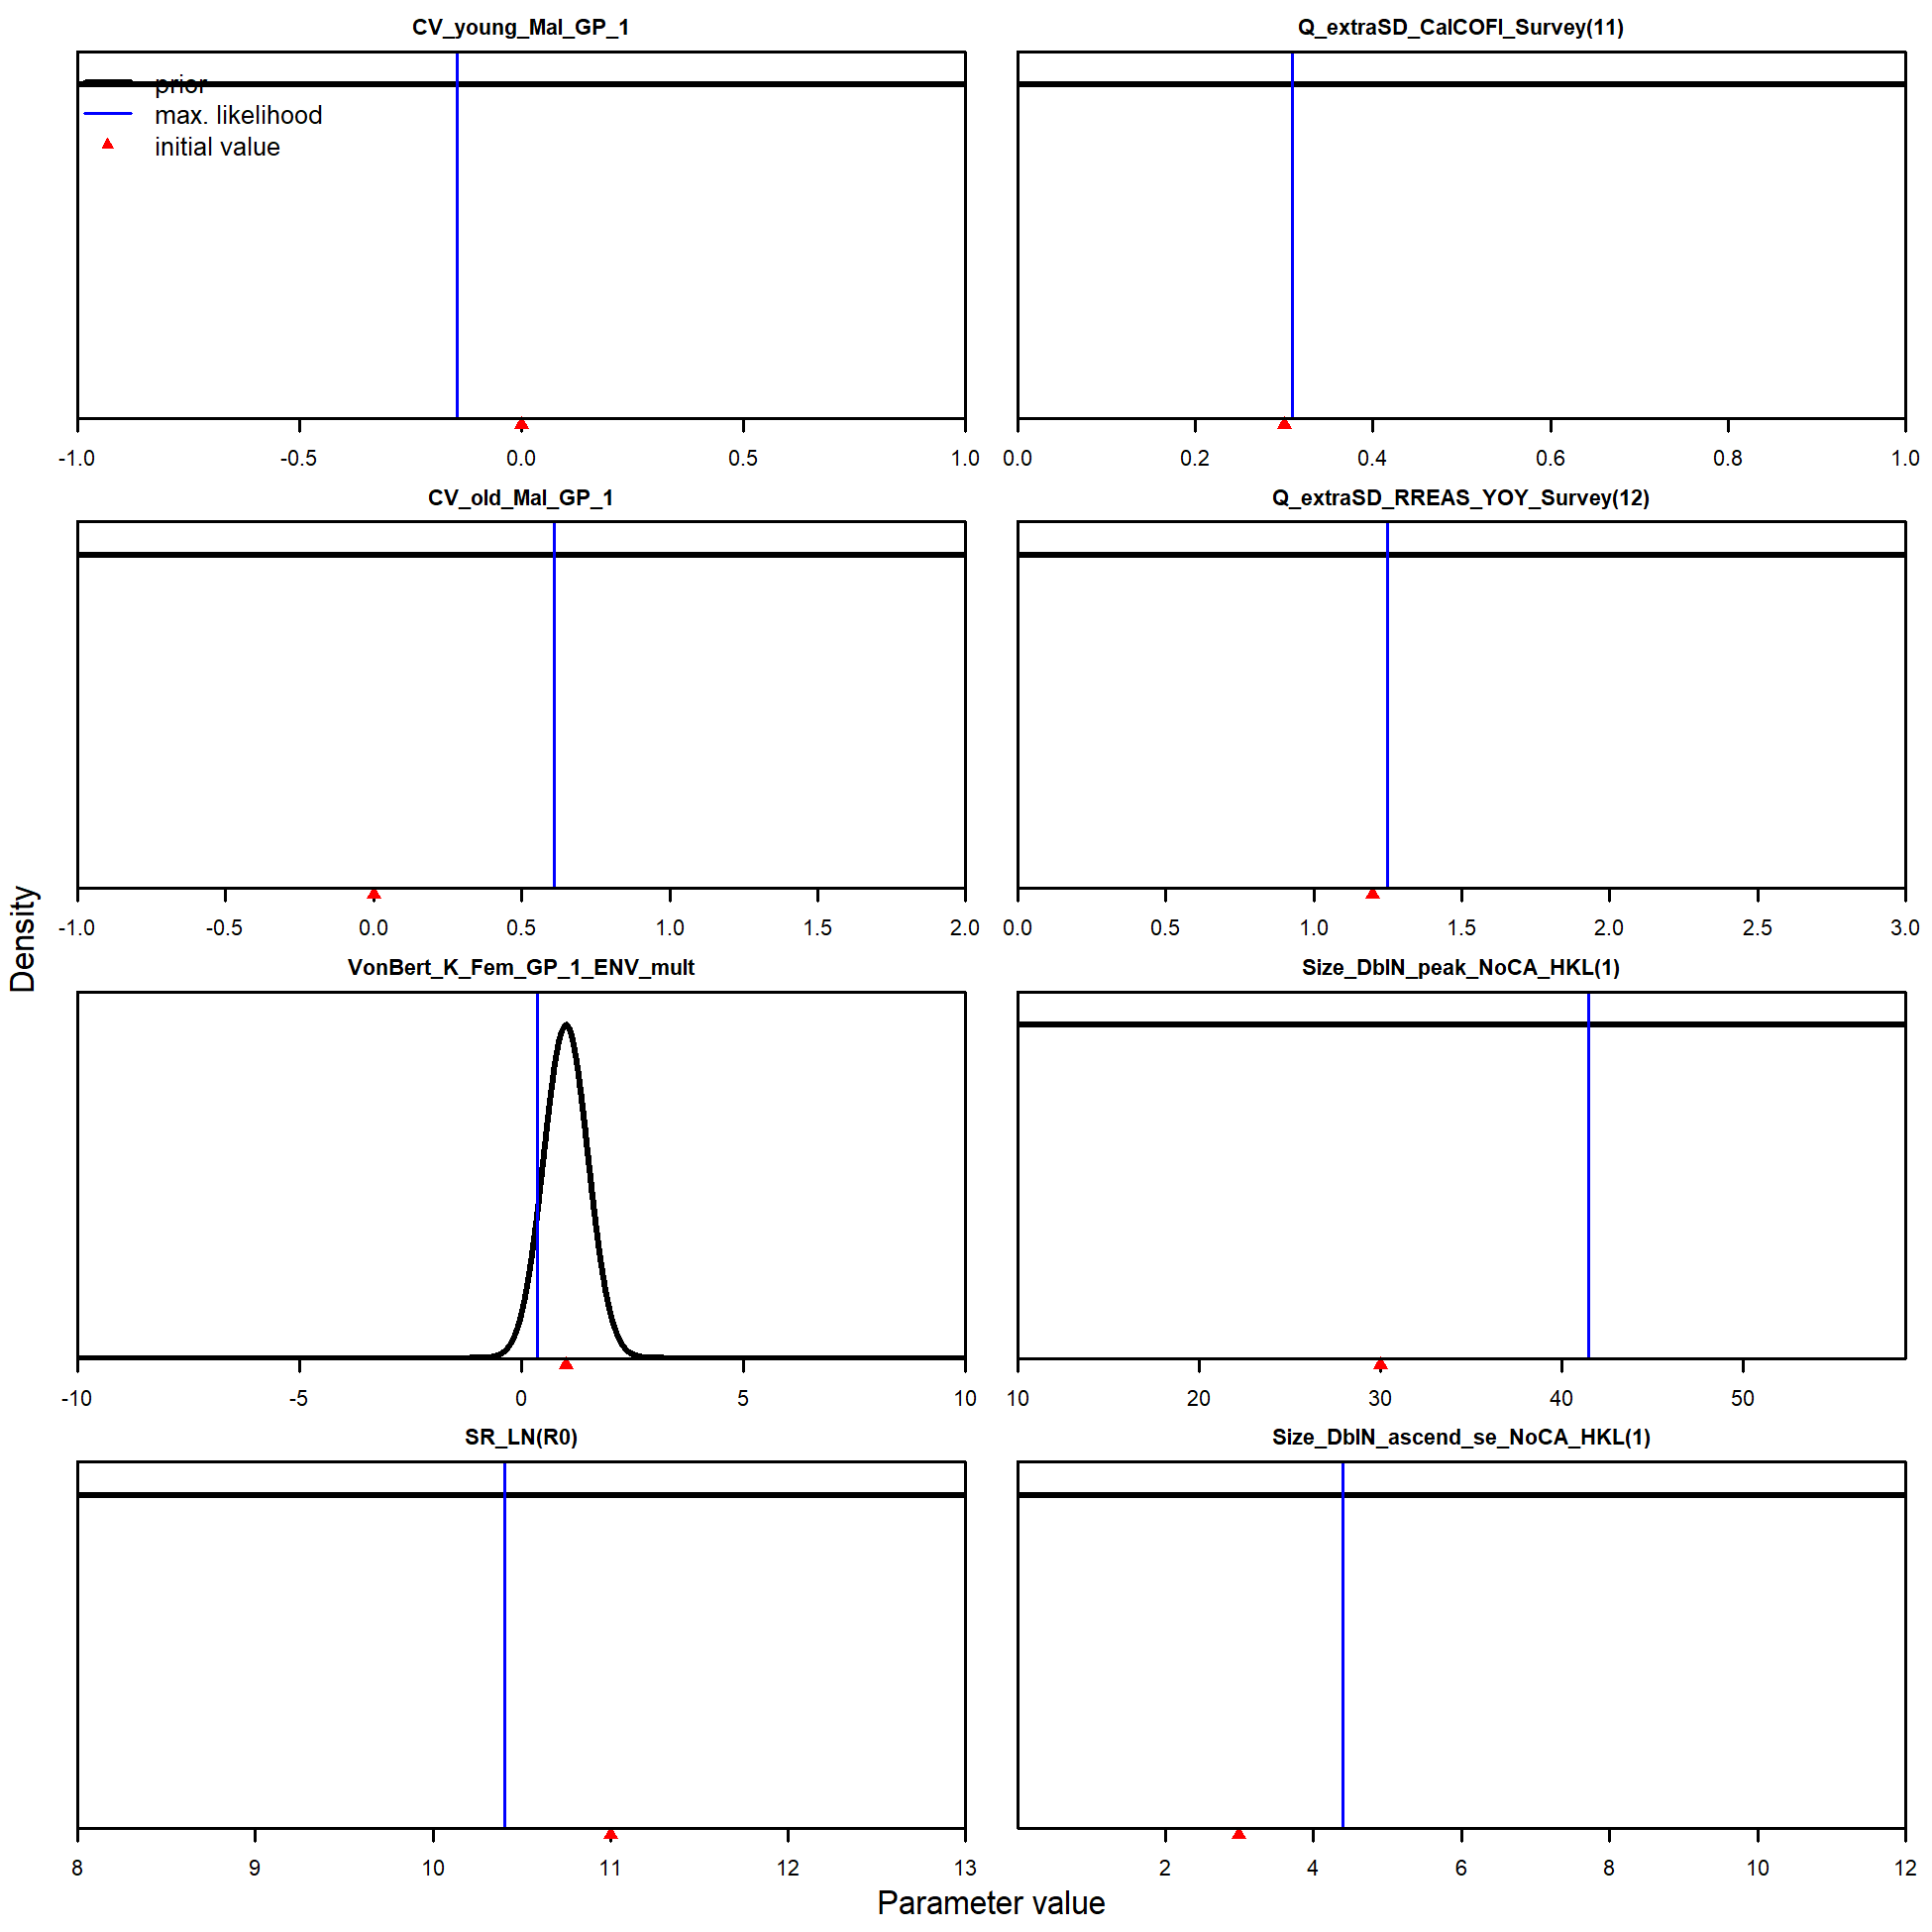 CV_young_Mal_GP_1
prior
max. likelihood
initial value
-1.0 -0.5 0.0 0.5 1.0
Q_extraSD_CalCOFI_Survey(11)
0.0 0.2 0.4 0.6 0.8 1.0
CV_old_Mal_GP_1
-1.0 -0.5 0.0 0.5 1.0 1.5 2.0
Q_extraSD_RREAS_YOY_Survey(12)
0.0 0.5 1.0 1.5 2.0 2.5 3.0
Density
VonBert_K_Fem_GP_1_ENV_mult
-10 -5 0 5 10
Size_DblN_peak_NoCA_HKL(1)
10 20 30 40 50
SR_LN(R0)
8 9 10 11 12 13
Size_DblN_ascend_se_NoCA_HKL(1)
2 4 6 8 10 12
Parameter value